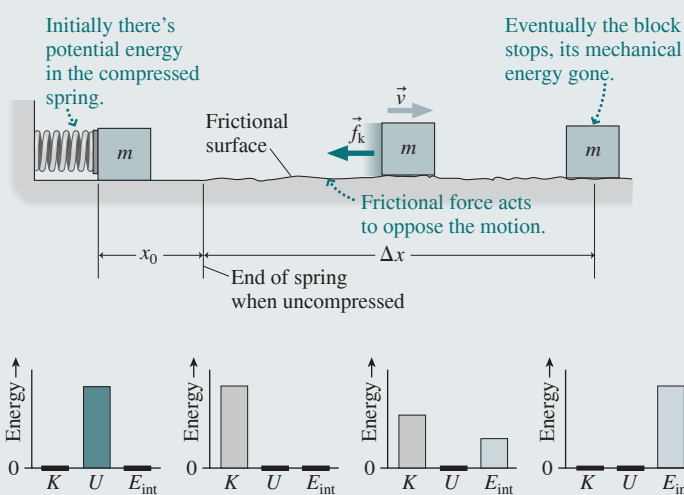 Initially there's
potential energy
in the compressed
spring.
Eventually the block
stops, its mechanical
energy gone.
Frictional
surface
m
f⃗k
v⃗
m
m
Frictional force acts
to oppose the motion.
x0
Δx
End of spring
when uncompressed
Energy
0
K U Eint
Energy
0
K U Eint
Energy
0
K U Eint
Energy
0
K U Ein